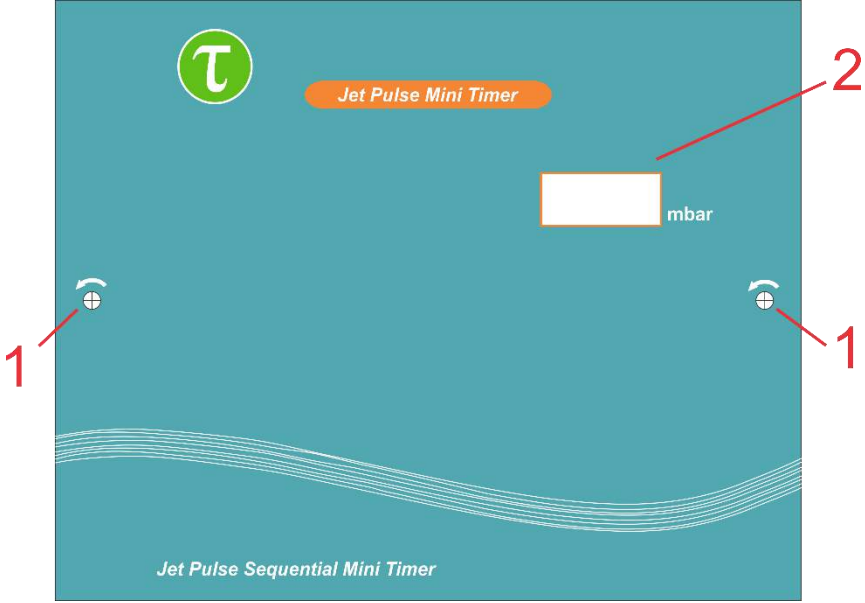 τ
Jet Pulse Mini Timer
2
mbar
1
1
Jet Pulse Sequential Mini Timer